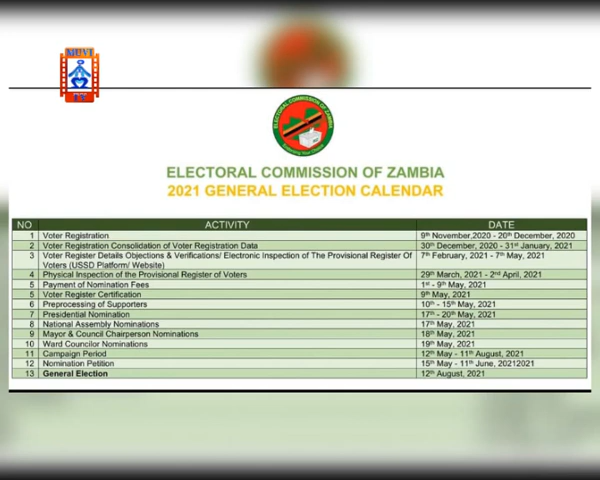 MUVI
TV
ELECTORAL COMMISSION OF ZAMBIA
ELECTORAL COMMISSION OF ZAMBIA
2021 GENERAL ELECTION CALENDAR
NO ACTIVITY DATE
1 Voter Registration 9th November,2020 - 20th December, 2020
2 Voter Registration Consolidation of Voter Registration Data 30th December, 2020 - 31st January, 2021
3 Voter Register Details Objections & Verifications/ Electronic Inspection of The Provisional Register Of 7th February, 2021 - 7th May, 2021
Voters (USSD Platform/ Website)
4 Physical Inspection of the Provisional Register of Voters 29th March, 2021 - 2nd April, 2021
5 Payment of Nomination Fees 1st - 9th May, 2021
5 Voter Register Certification 9th May, 2021
6 Preprocessing of Supporters 10th - 15th May, 2021
7 Presidential Nomination 17th - 20th May, 2021
8 National Assembly Nominations 17th May, 2021
9 Mayor & Council Chairperson Nominations 18th May, 2021
10 Ward Councilor Nominations 19th May, 2021
11 Campaign Period 12th May - 11th August, 2021
12 Nomination Petition 15th May - 11th June, 20212021
13 General Election 12th August, 2021